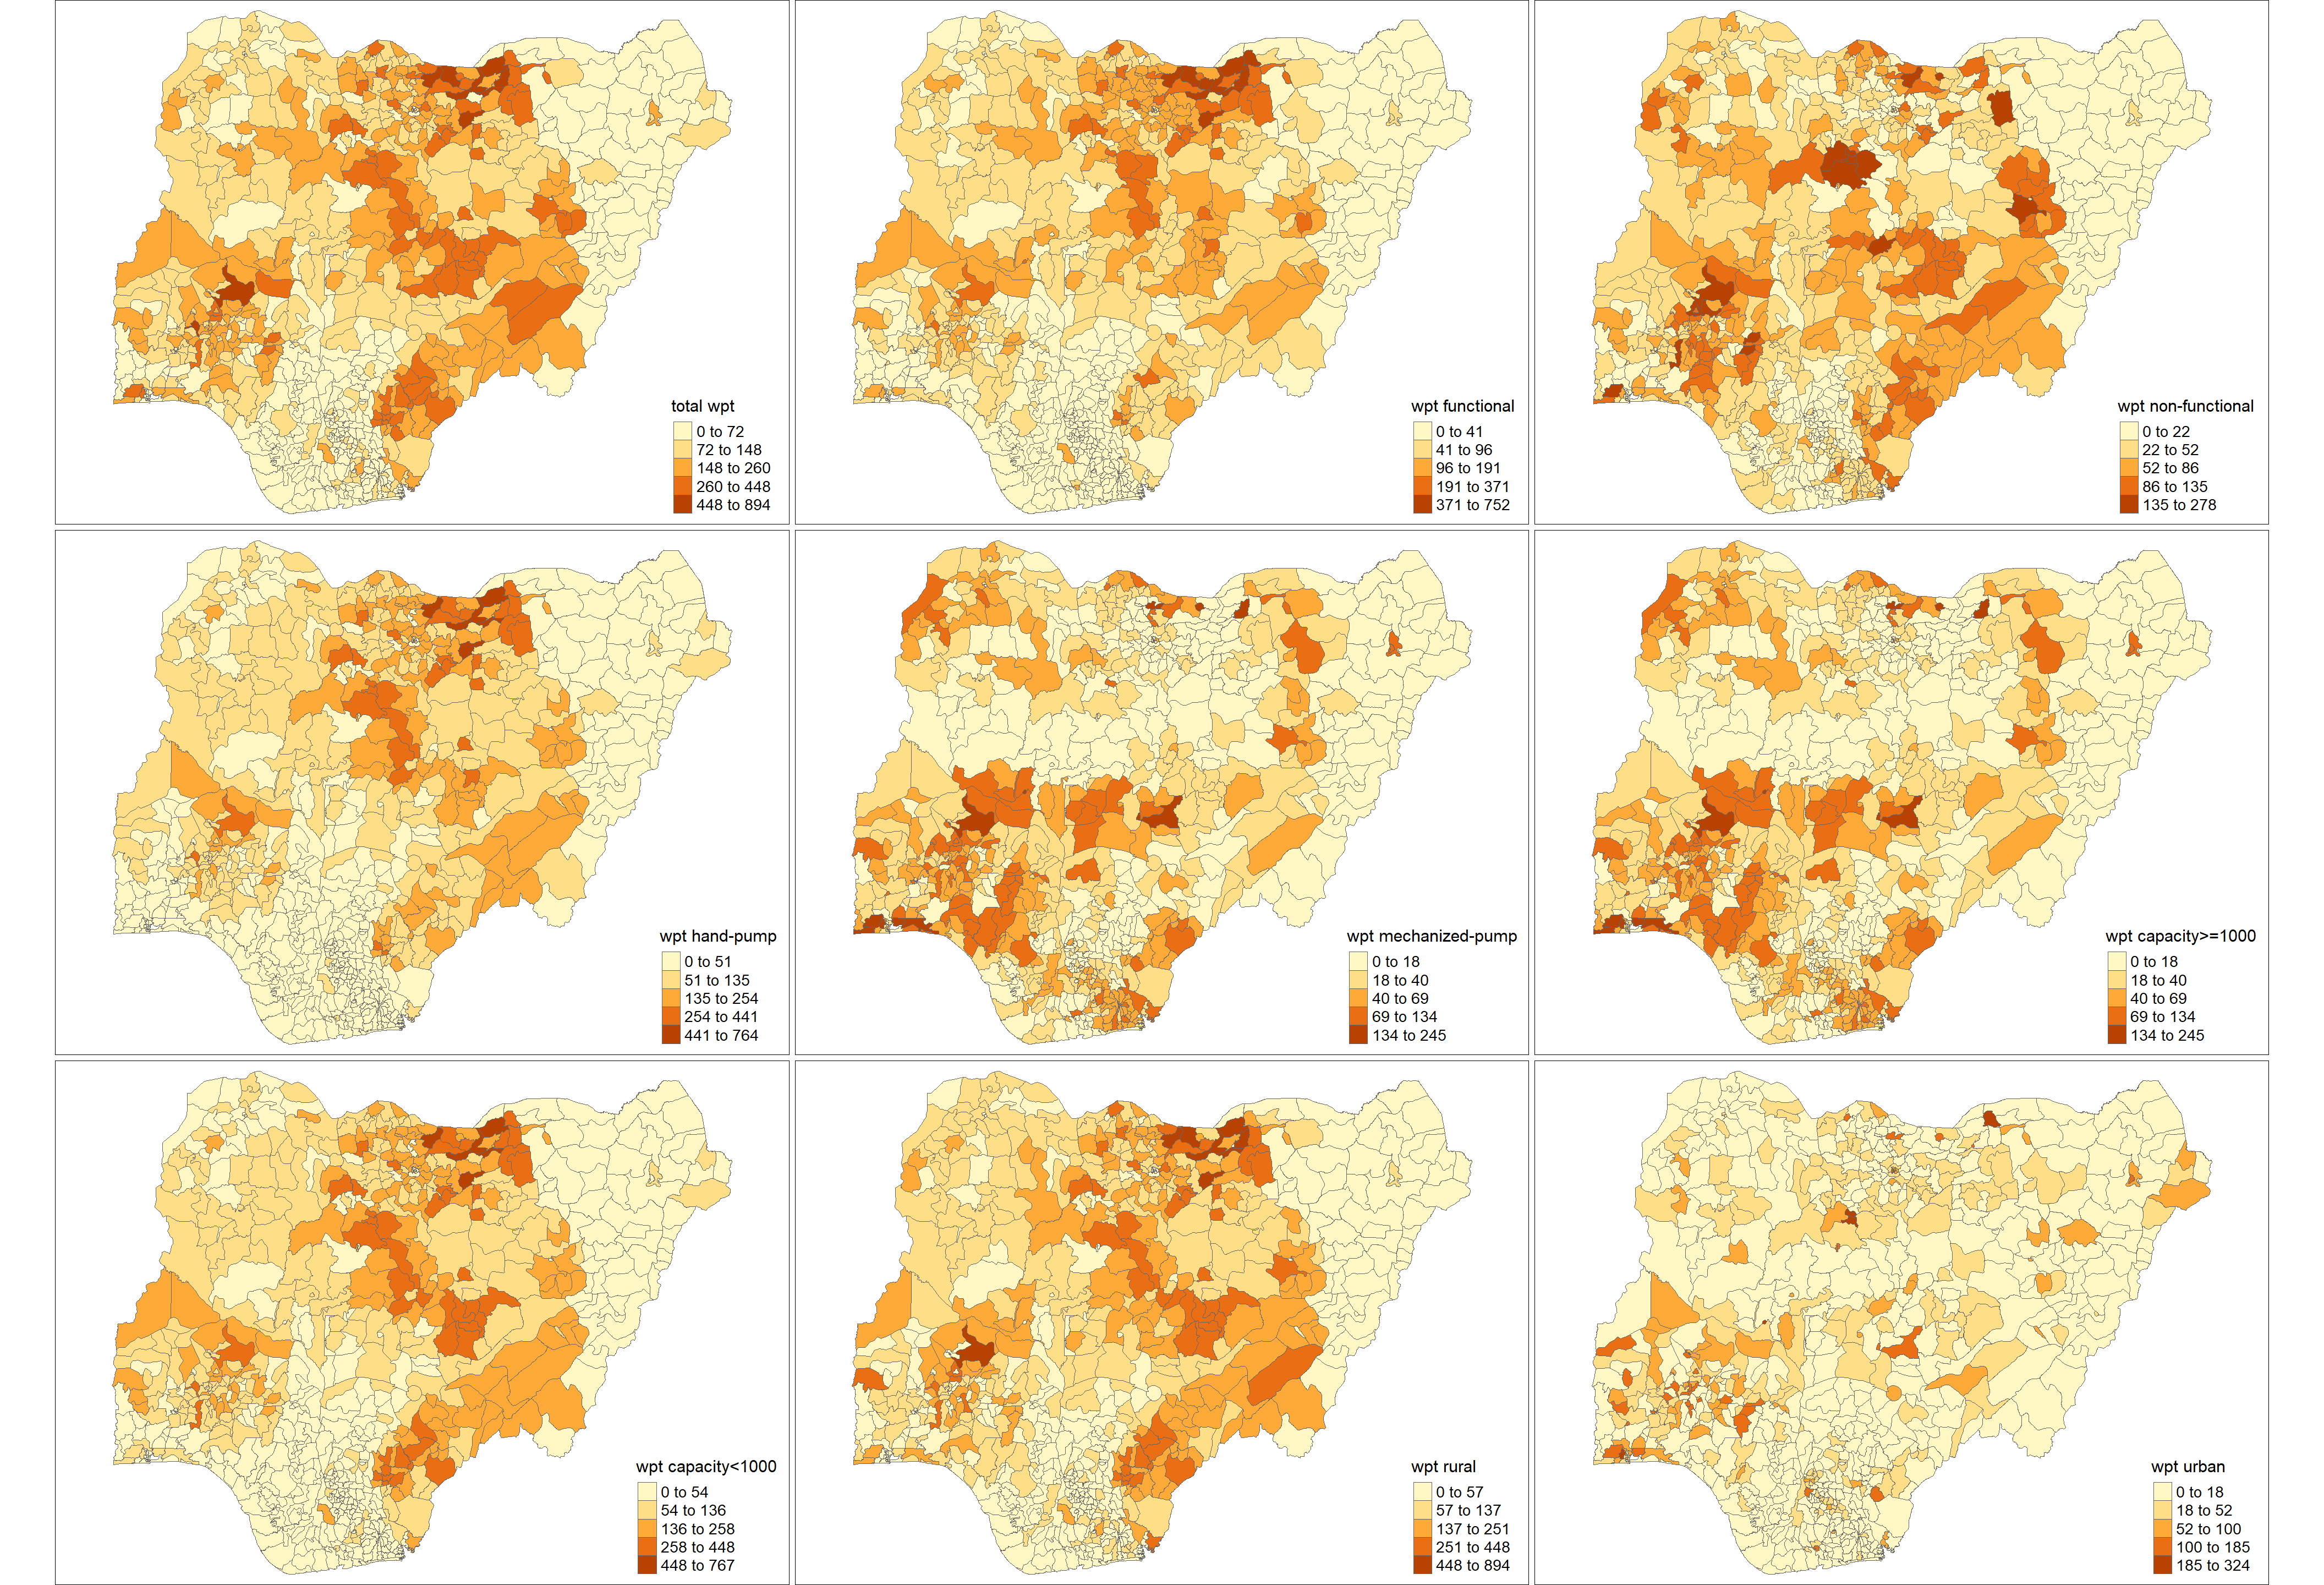 total wpt
0 to 72
72 to 148
148 to 260
260 to 448
448 to 894
wpt functional
0 to 41
41 to 96
96 to 191
191 to 371
371 to 752
wpt non-functional
0 to 22
22 to 52
52 to 86
86 to 135
135 to 278
wpt hand-pump
0 to 51
51 to 135
135 to 254
254 to 441
441 to 764
wpt mechanized-pump
0 to 18
18 to 40
40 to 69
69 to 134
134 to 245
wpt capacity>=1000
0 to 18
18 to 40
40 to 69
69 to 134
134 to 245
wpt capacity<1000
0 to 54
54 to 136
136 to 258
258 to 448
448 to 767
wpt rural
0 to 57
57 to 137
137 to 251
251 to 448
448 to 894
wpt urban
0 to 18
18 to 52
52 to 100
100 to 185
185 to 324